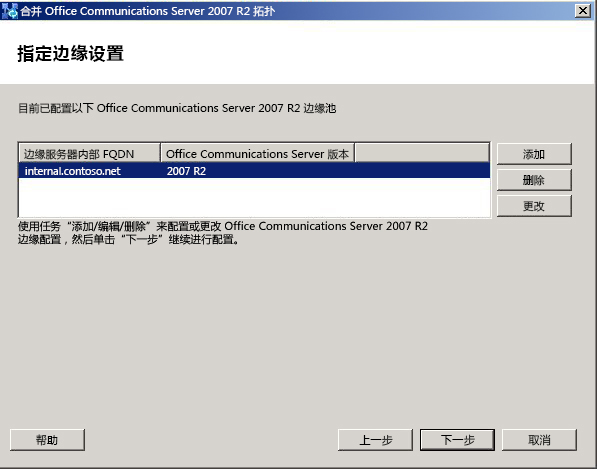 合并 Office Communications Server 2007 R2 拓扑
指定边缘设置
目前已配置以下 Office Communications Server 2007 R2 边缘池
边缘服务器内部 FQDN Office Communications Server 版本
internal.contoso.net 2007 R2
添加
删除
更改
使用任务“添加/编辑/删除”来配置或更改 Office Communications Server 2007 R2
边缘配置，然后单击“下一步”继续进行配置。
帮助 上一步 下一步 取消